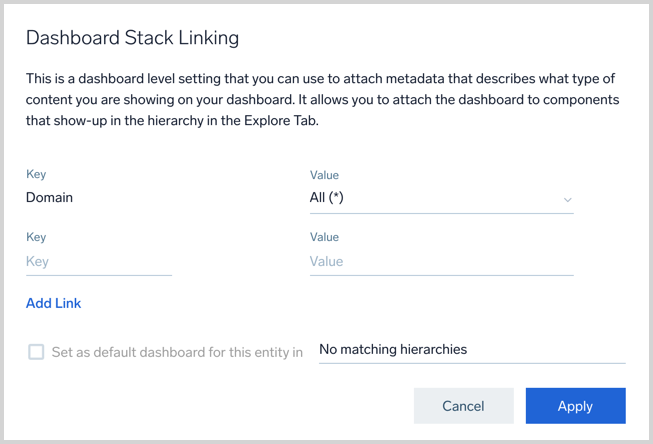 Dashboard Stack Linking
This is a dashboard level setting that you can use to attach metadata that describes what type of
content you are showing on your dashboard. It allows you to attach the dashboard to components
that show-up in the hierarchy in the Explore Tab.
Key Value
Domain All (*)
Key Value
Key Value
Add Link
Set as default dashboard for this entity in No matching hierarchies
Cancel Apply